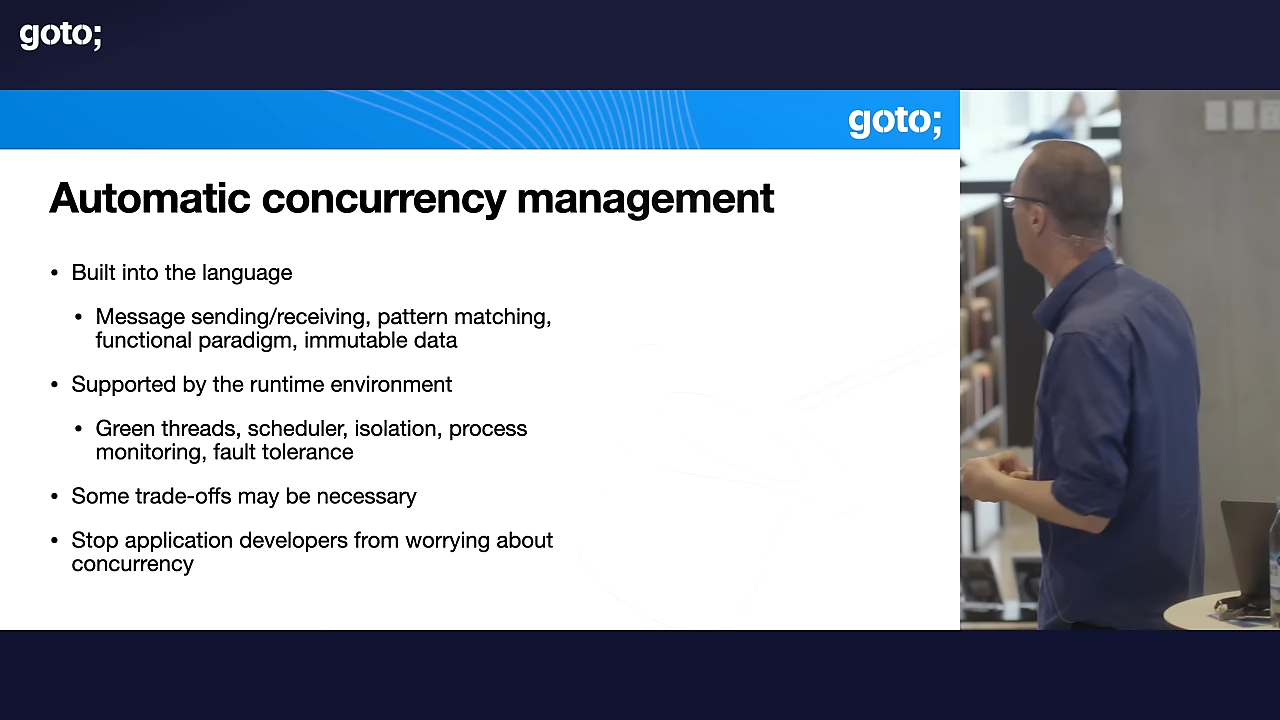 goto;
goto;
Automatic concurrency management
• Built into the language
• Message sending/receiving, pattern matching,
functional paradigm, immutable data
• Supported by the runtime environment
• Green threads, scheduler, isolation, process
monitoring, fault tolerance
• Some trade-offs may be necessary
• Stop application developers from worrying about
concurrency